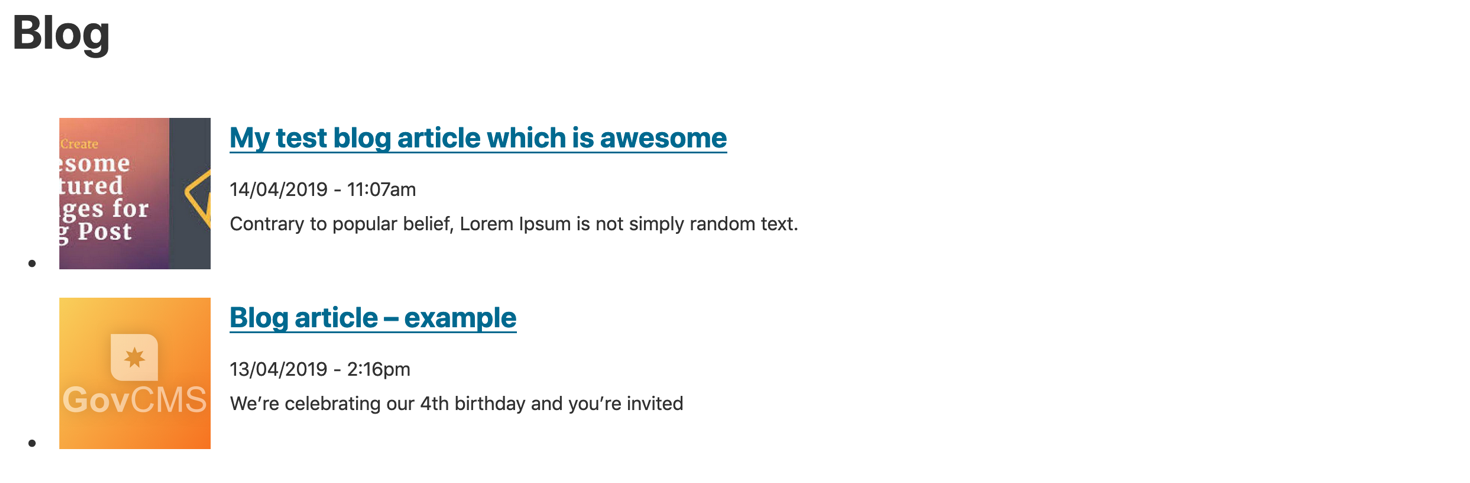 Blog
Create
esome
tured
ges for
g Post
My test blog article which is awesome
14/04/2019 - 11:07am
Contrary to popular belief, Lorem Ipsum is not simply random text.
GovCMS
Blog article – example
13/04/2019 - 2:16pm
We’re celebrating our 4th birthday and you’re invited